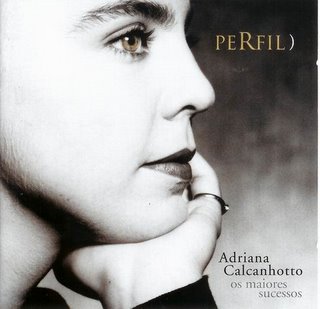 PERFIL)
Adriana
Calcanhotto
os maiores
sucessos